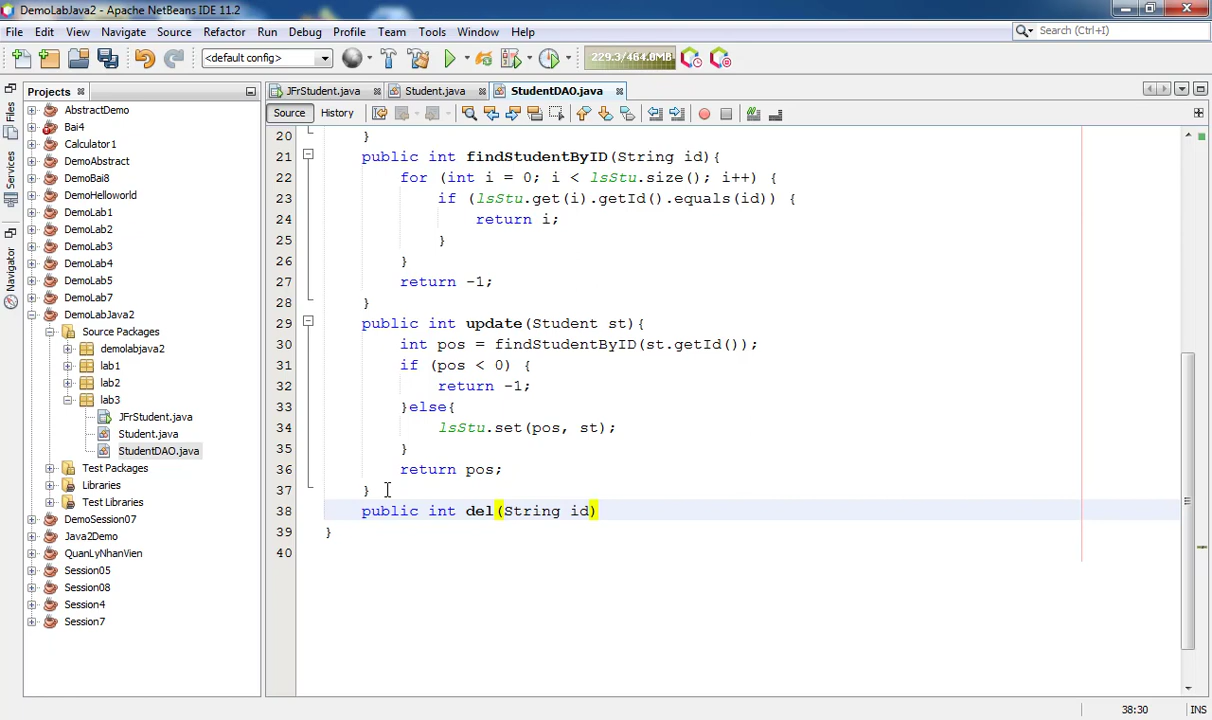 DemoLabJava2 - Apache NetBeans IDE 11.2
File Edit View Navigate Source Refactor Run Debug Profile Team Tools Window Help
Search (Ctrl+I)
<default config>
229.3/464.0MB
Projects
JFrStudent.java
Student.java
StudentDAO.java
Source
History
Files
Services
Navigator
AbstractDemo
Bai4
Calculator1
DemoAbstract
DemoBai8
DemoHelloworld
DemoLab1
DemoLab2
DemoLab3
DemoLab4
DemoLab5
DemoLab7
DemoLabJava2
Source Packages
demolabjava2
lab1
lab2
lab3
JFrStudent.java
Student.java
StudentDAO.java
Test Packages
Libraries
Test Libraries
DemoSession07
Java2Demo
QuanLyNhanVien
Session05
Session08
Session4
Session7
20 }
21 public int findStudentByID(String id){
22 for (int i = 0; i < lsStu.size(); i++) {
23 if (lsStu.get(i).getId().equals(id)) {
24 return i;
25 }
26 }
27 return -1;
28 }
29 public int update(Student st){
30 int pos = findStudentByID(st.getId());
31 if (pos < 0) {
32 return -1;
33 }else{
34 lsStu.set(pos, st);
35 }
36 return pos;
37 }
38 public int del(String id)
39 }
40
38:30
INS